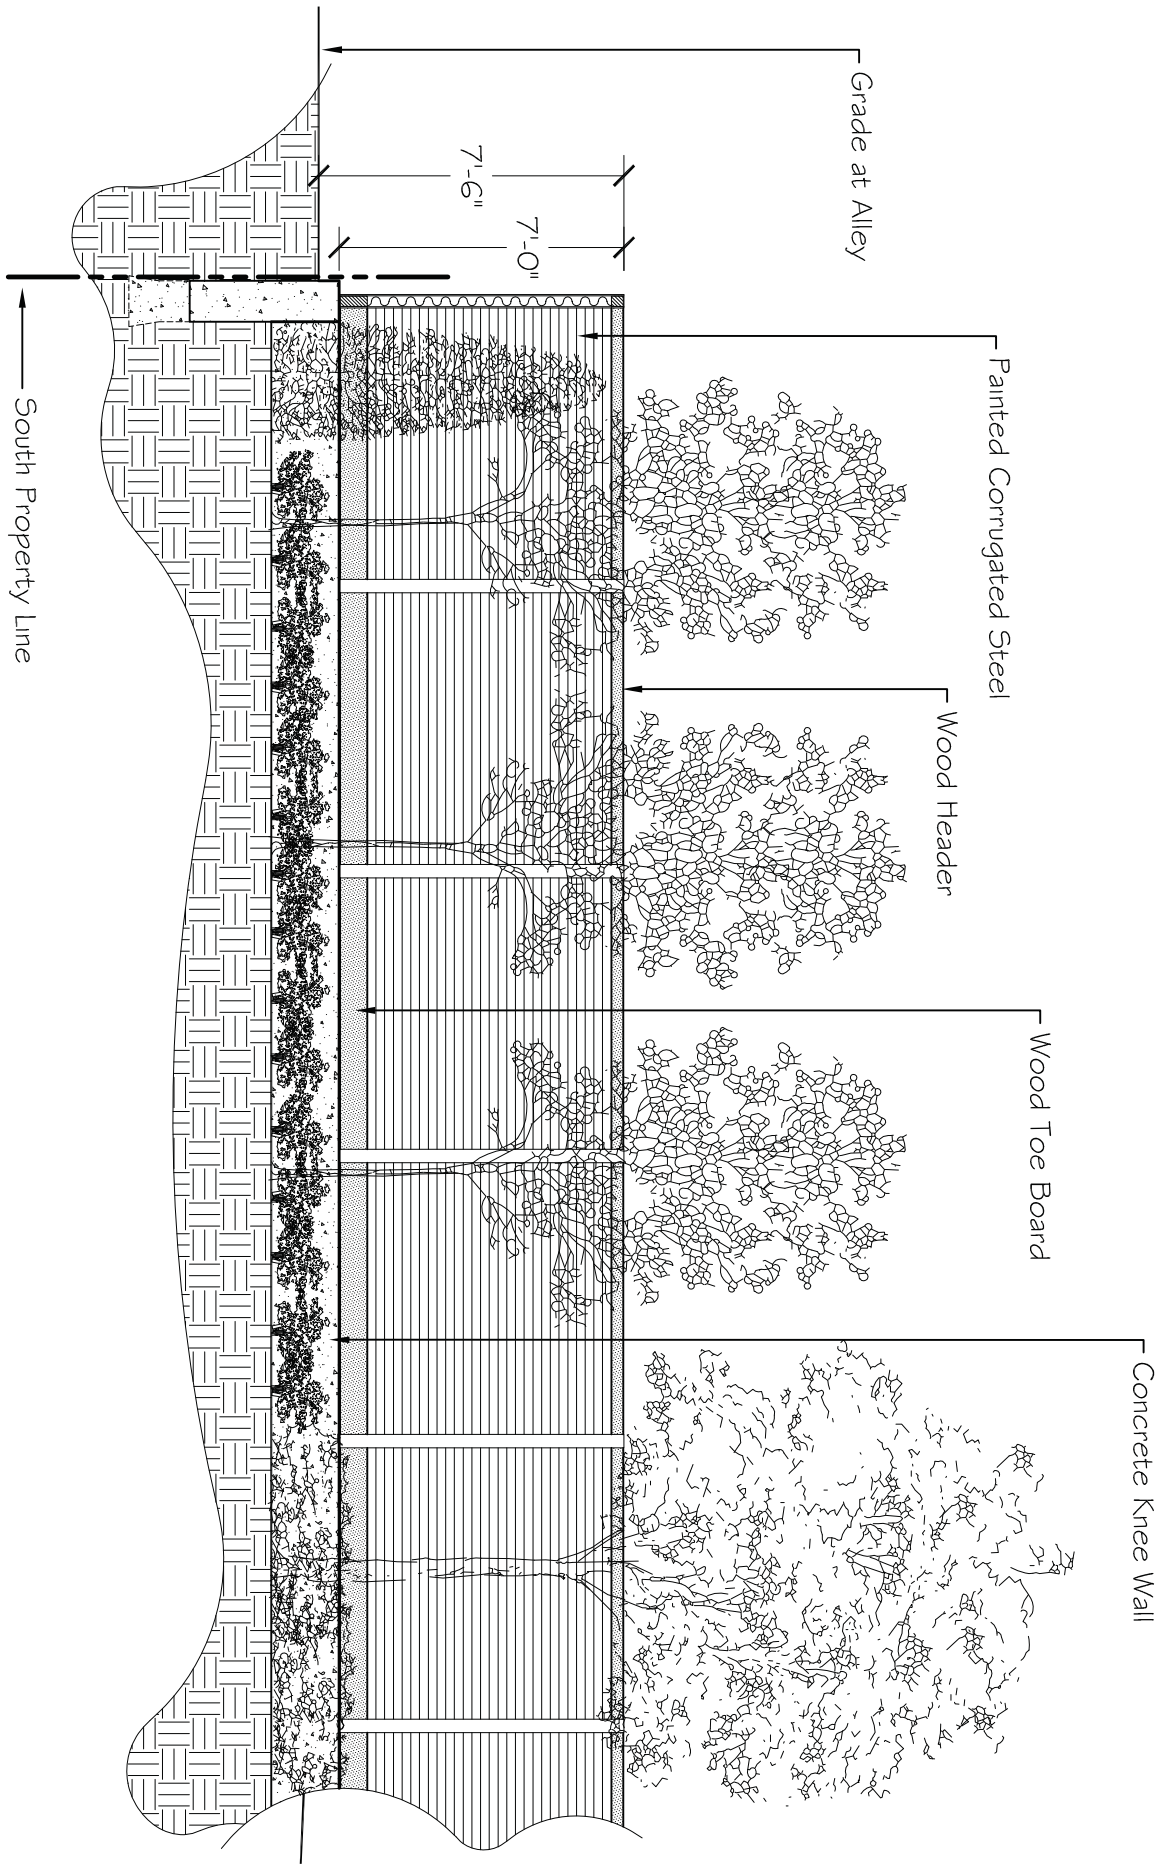 Grade at Alley
7'-6"
7'-0"
Panted Corrugated Steel
Wood Header
Wood Toe Board
Concrete Knee Wall
South Property Line